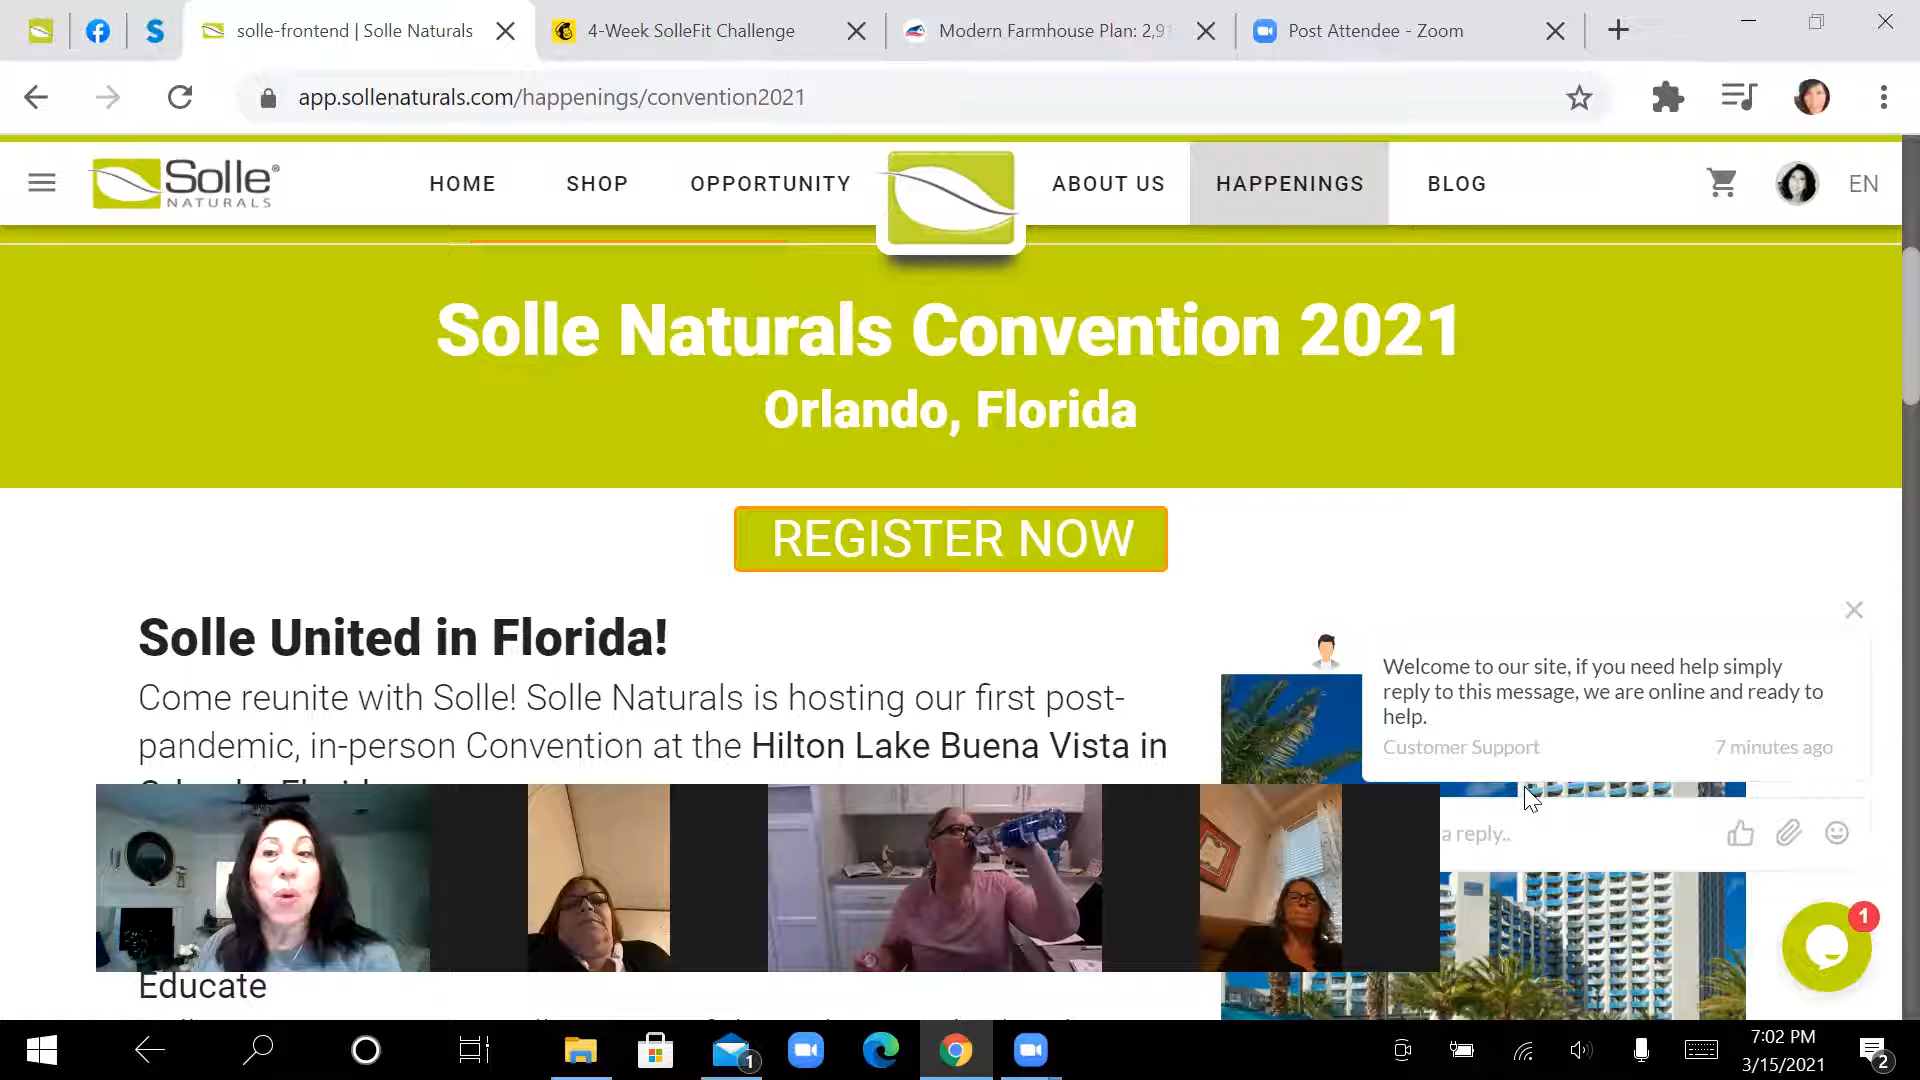 solle-frontend | Solle Naturals
4-Week SolleFit Challenge
Modern Farmhouse Plan: 2,91
Post Attendee - Zoom
app.sollenaturals.com/happenings/convention2021
Solle®
NATURALS
HOME
SHOP
OPPORTUNITY
ABOUT US
HAPPENINGS
BLOG
EN
Solle Naturals Convention 2021
Orlando, Florida
REGISTER NOW
Solle United in Florida!
Come reunite with Solle! Solle Naturals is hosting our first post-
pandemic, in-person Convention at the Hilton Lake Buena Vista in
Welcome to our site, if you need help simply
reply to this message, we are online and ready to
help.
Customer Support
7 minutes ago
a reply..
1
Educate
1
7:02 PM
3/15/2021
2